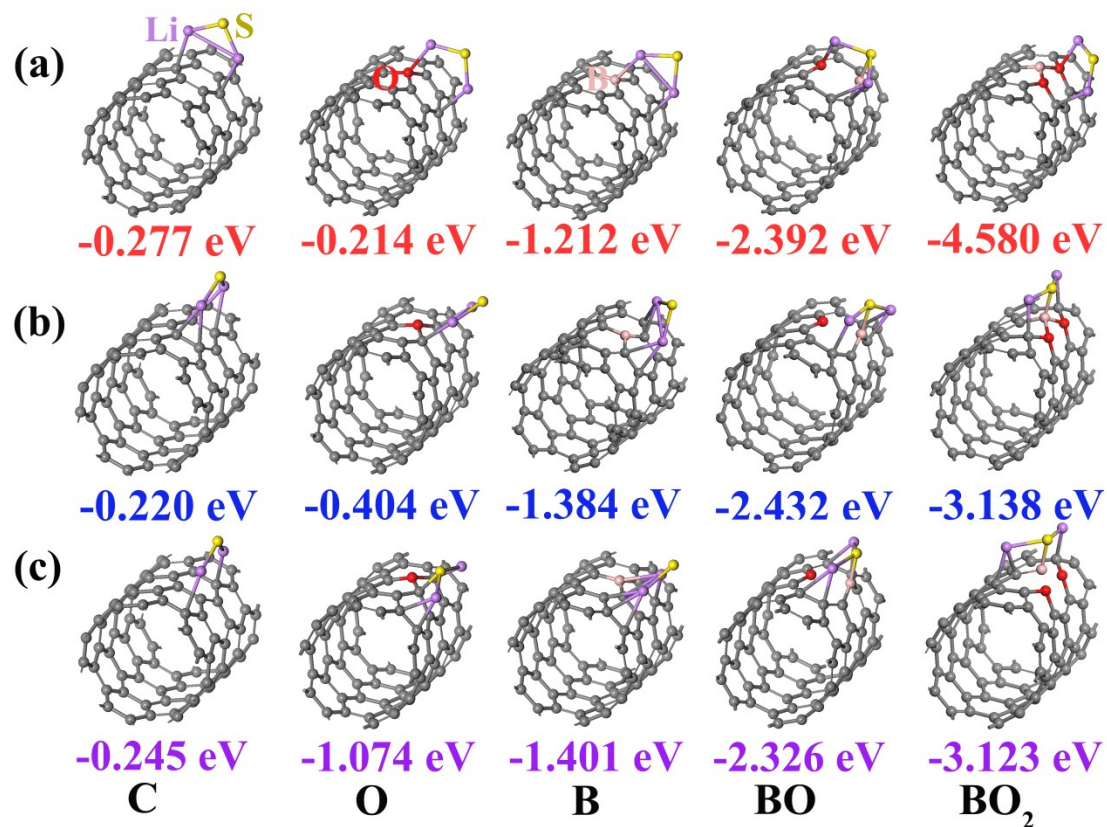 (a) Li S O B
-0.277 eV -0.214 eV -1.212 eV -2.392 eV -4.580 eV
(b)
-0.220 eV -0.404 eV -1.384 eV -2.432 eV -3.138 eV
(c)
-0.245 eV -1.074 eV -1.401 eV -2.326 eV -3.123 eV
C O B BO BO₂